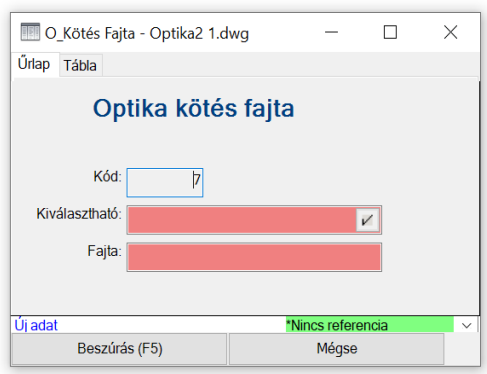 O_Kötés Fajta - Optika2 1.dwg
Űrlap Tábla
Optika kötés fajta
Kód: 7
Kiválasztható:
Fajta:
Új adat *Nincs referencia
Beszúrás (F5) Mégse